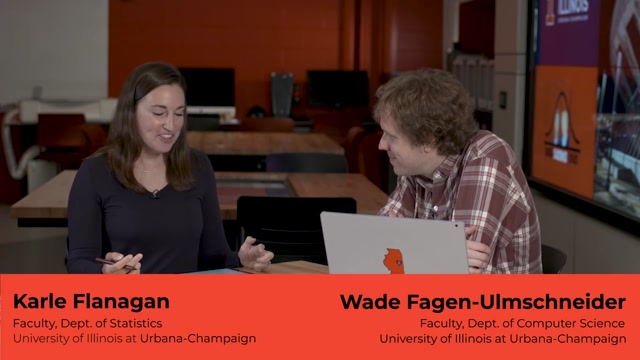 ILLINOIS
Karle Flanagan
Faculty, Dept. of Statistics
University of Illinois at Urbana-Champaign
Wade Fagen-Ulmschneider
Faculty, Dept. of Computer Science
University of Illinois at Urbana-Champaign